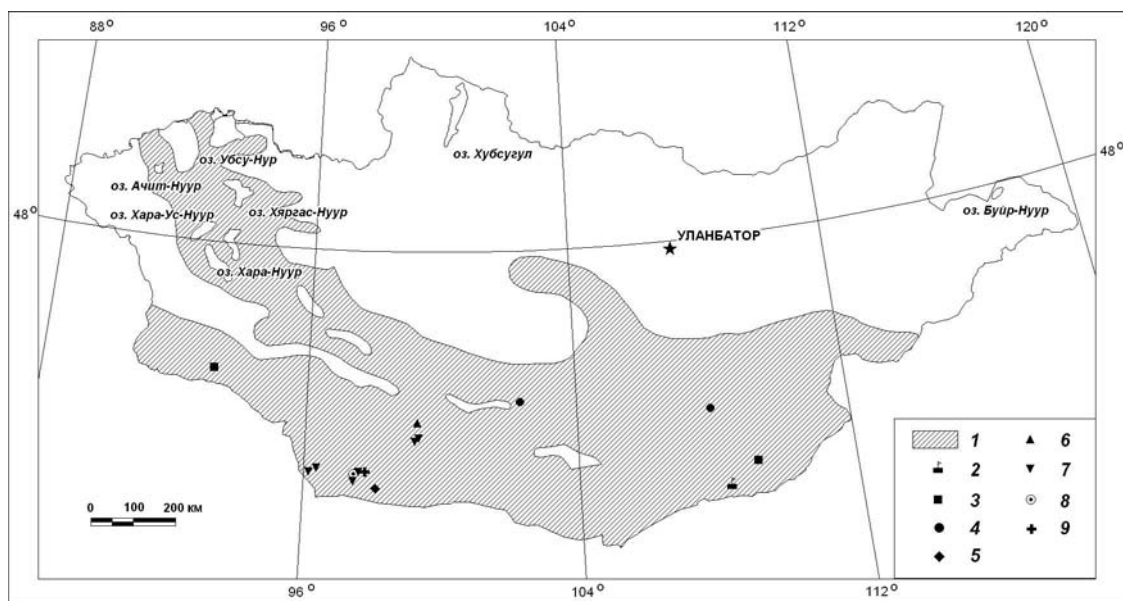 88° 96° 104° 112° 120°
48°
оз. Хубсугул
оз. Убсу-Нур
оз. Ачит-Нуур
48°
оз. Хара-Ус-Нуур оз. Хяргас-Нуур
оз. Буйр-Нуур
УЛАНБАТОР
оз. Хара-Нуур
1 6
2 7
3 8
4 9
5
0 100 200 км
96° 104° 112°